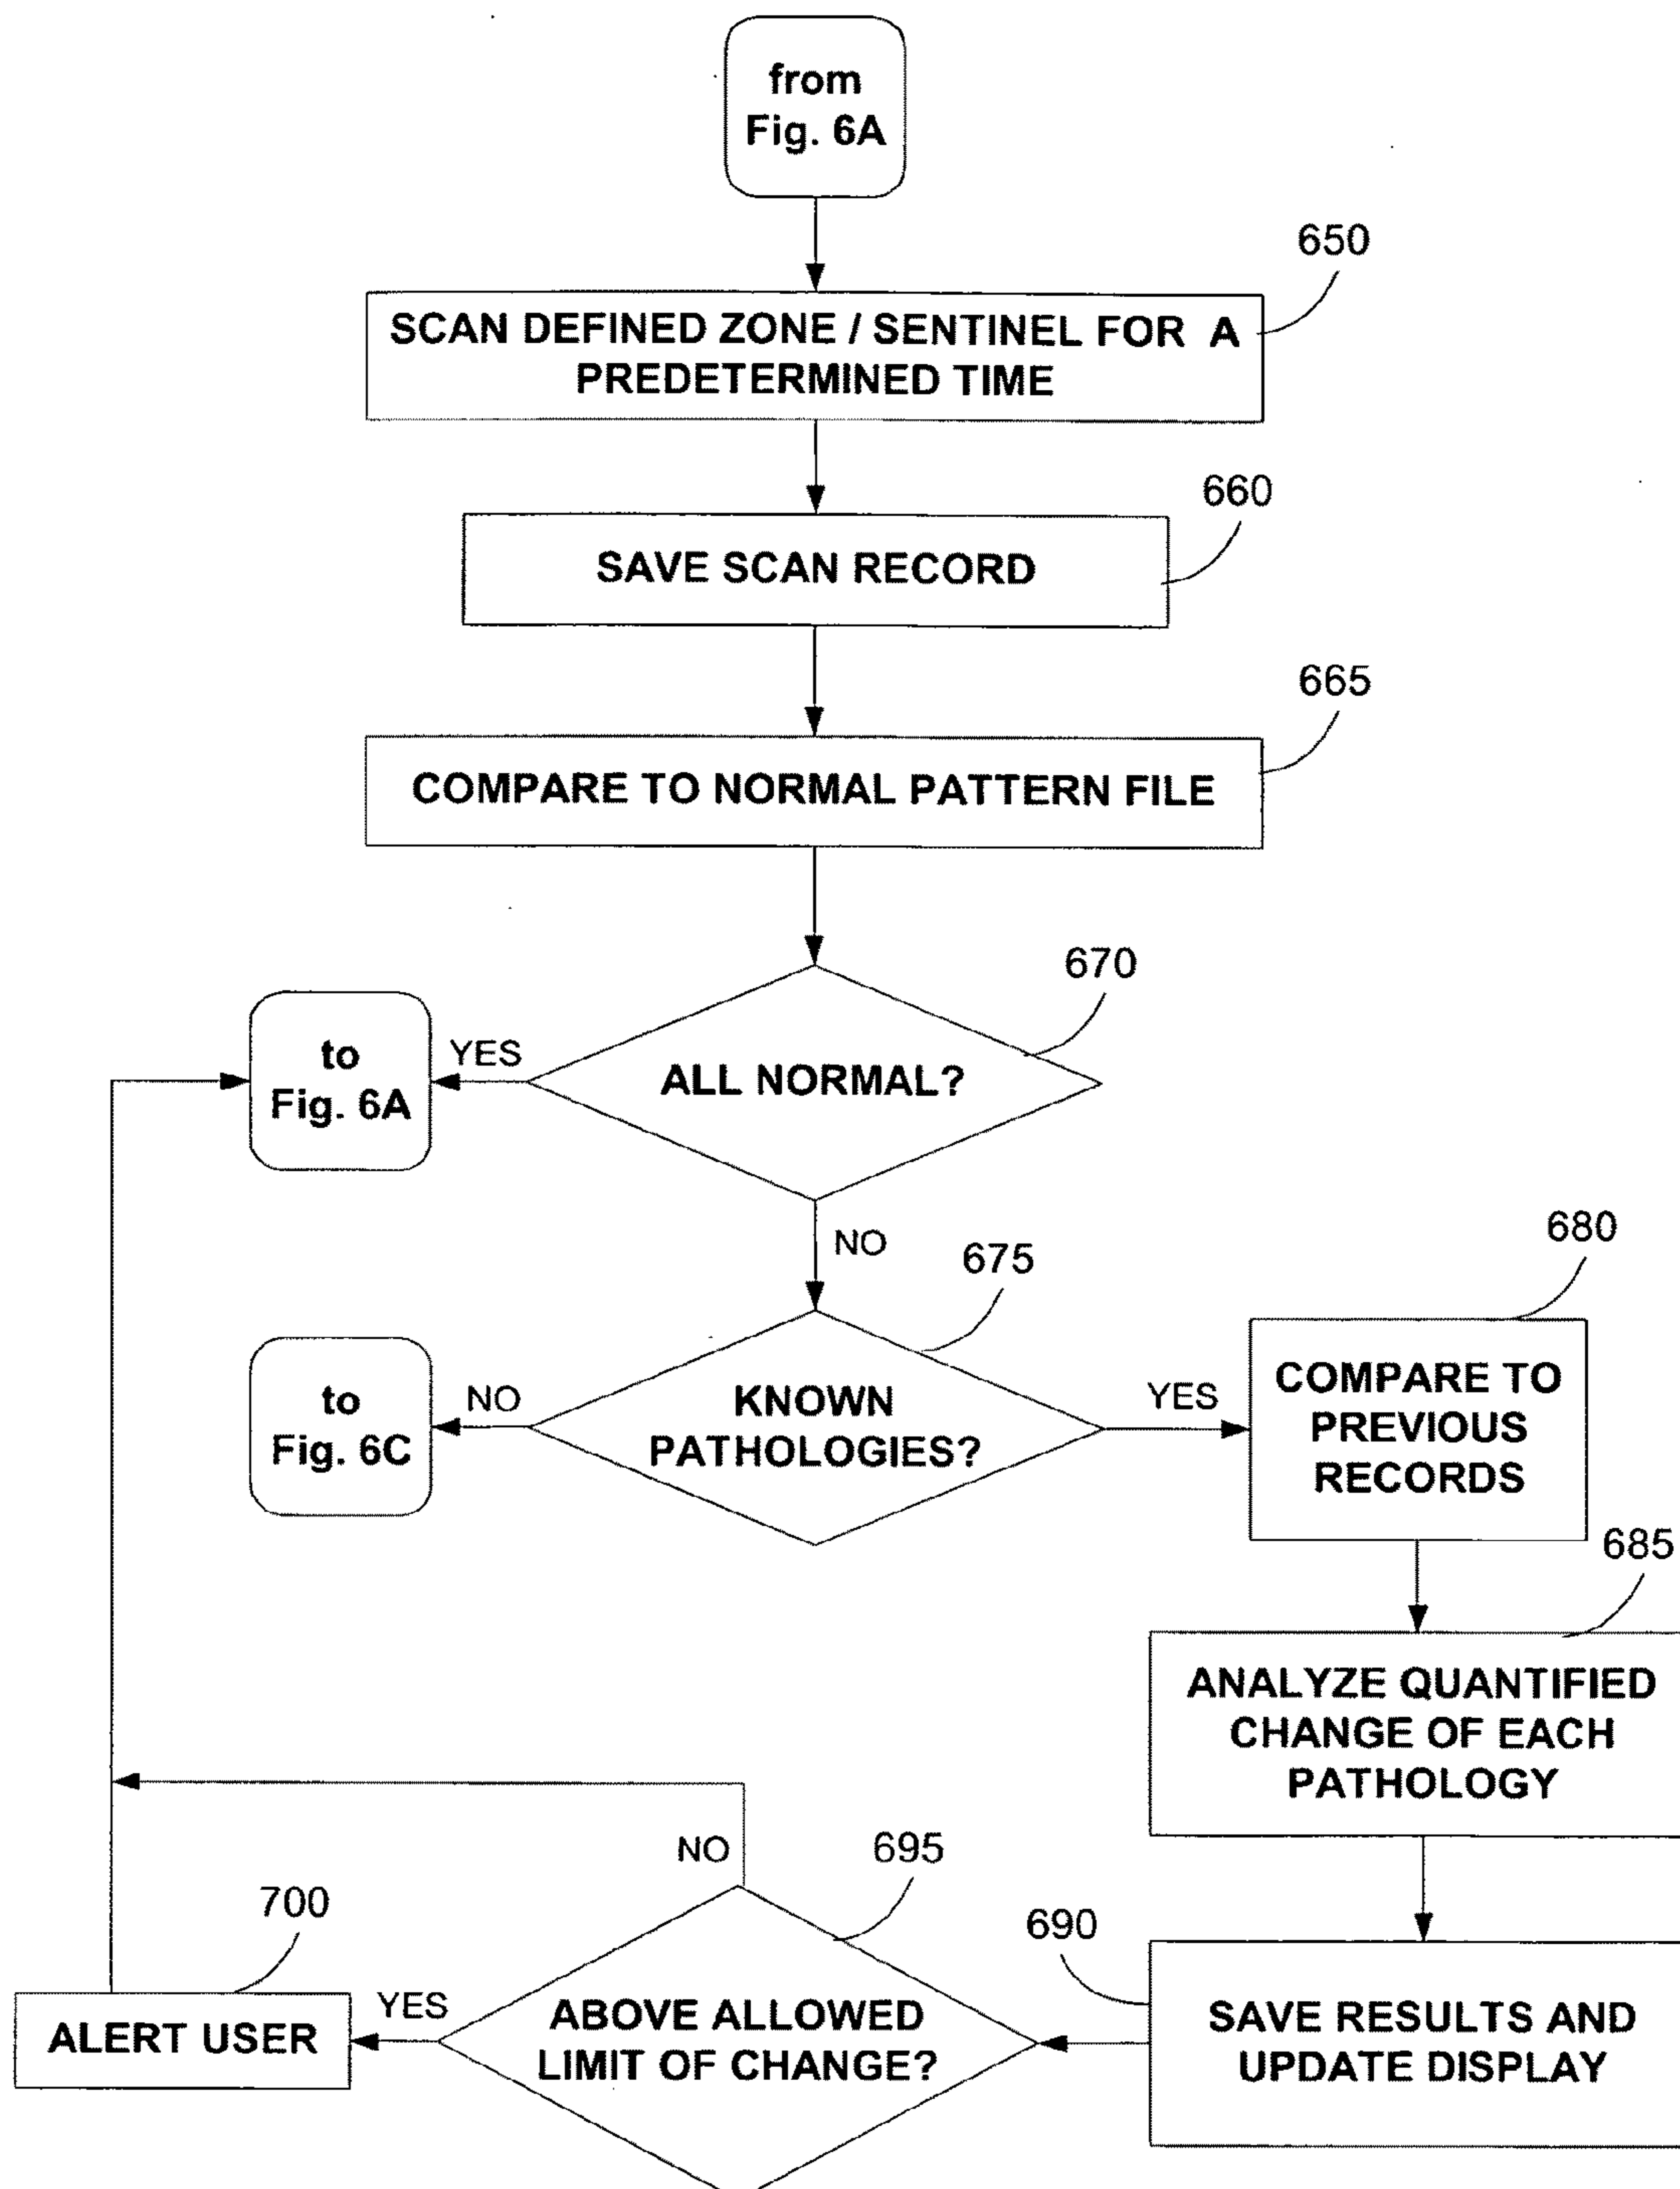 from
Fig. 6A
650
SCAN DEFINED ZONE / SENTINEL FOR A
PREDETERMINED TIME
660
SAVE SCAN RECORD
665
COMPARE TO NORMAL PATTERN FILE
670
to
Fig. 6A
YES
ALL NORMAL?
NO
675
680
to
Fig. 6C
NO
KNOWN
PATHOLOGIES?
YES
COMPARE TO
PREVIOUS
RECORDS
685
ANALYZE QUANTIFIED
CHANGE OF EACH
PATHOLOGY
NO
695
700
690
ALERT USER
YES
ABOVE ALLOWED
LIMIT OF CHANGE?
SAVE RESULTS AND
UPDATE DISPLAY